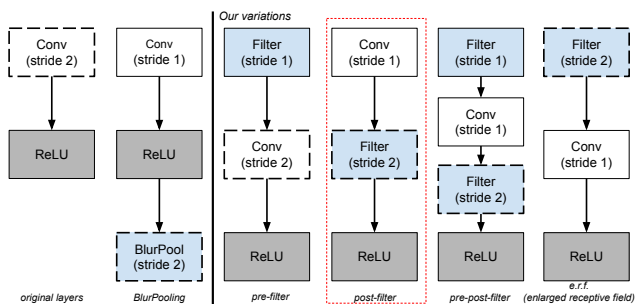 Our variations
Conv
(stride 2)
ReLU
original layers
Conv
(stride 1)
ReLU
BlurPool
(stride 2)
BlurPooling
Filter
(stride 1)
Conv
(stride 2)
ReLU
pre-filter
Conv
(stride 1)
Filter
(stride 2)
ReLU
post-filter
Filter
(stride 1)
Conv
(stride 1)
Filter
(stride 2)
ReLU
pre-post-filter
Filter
(stride 2)
Conv
(stride 1)
ReLU
e.r.f.
(enlarged receptive field)